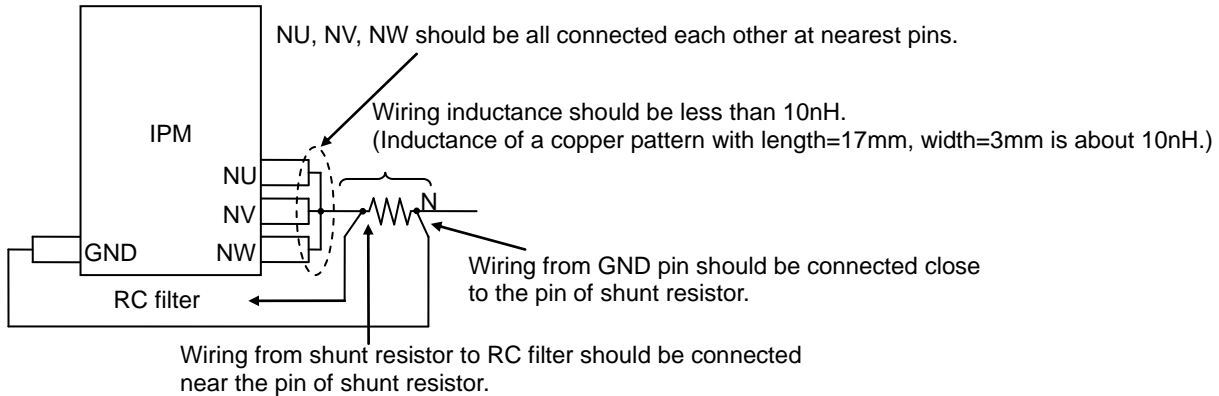 NU, NV, NW should be all connected each other at nearest pins.
Wiring inductance should be less than 10nH.
(Inductance of a copper pattern with length=17mm, width=3mm is about 10nH.)
IPM
NU
N
NV
GND
NW
Wiring from GND pin should be connected close
to the pin of shunt resistor.
RC filter
Wiring from shunt resistor to RC filter should be connected
near the pin of shunt resistor.